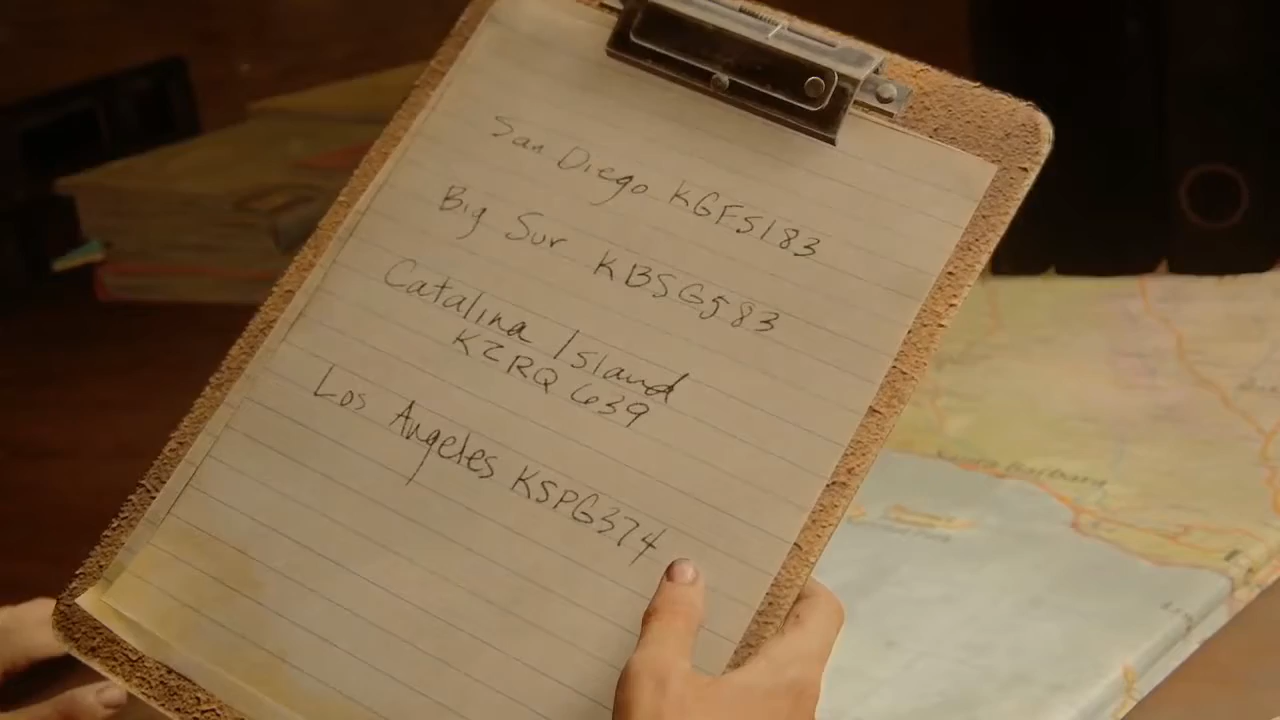 San Diego KGFS183
Big Sur KBSG583
Catalina Island
KZRQ639
Los Angeles KSPG374